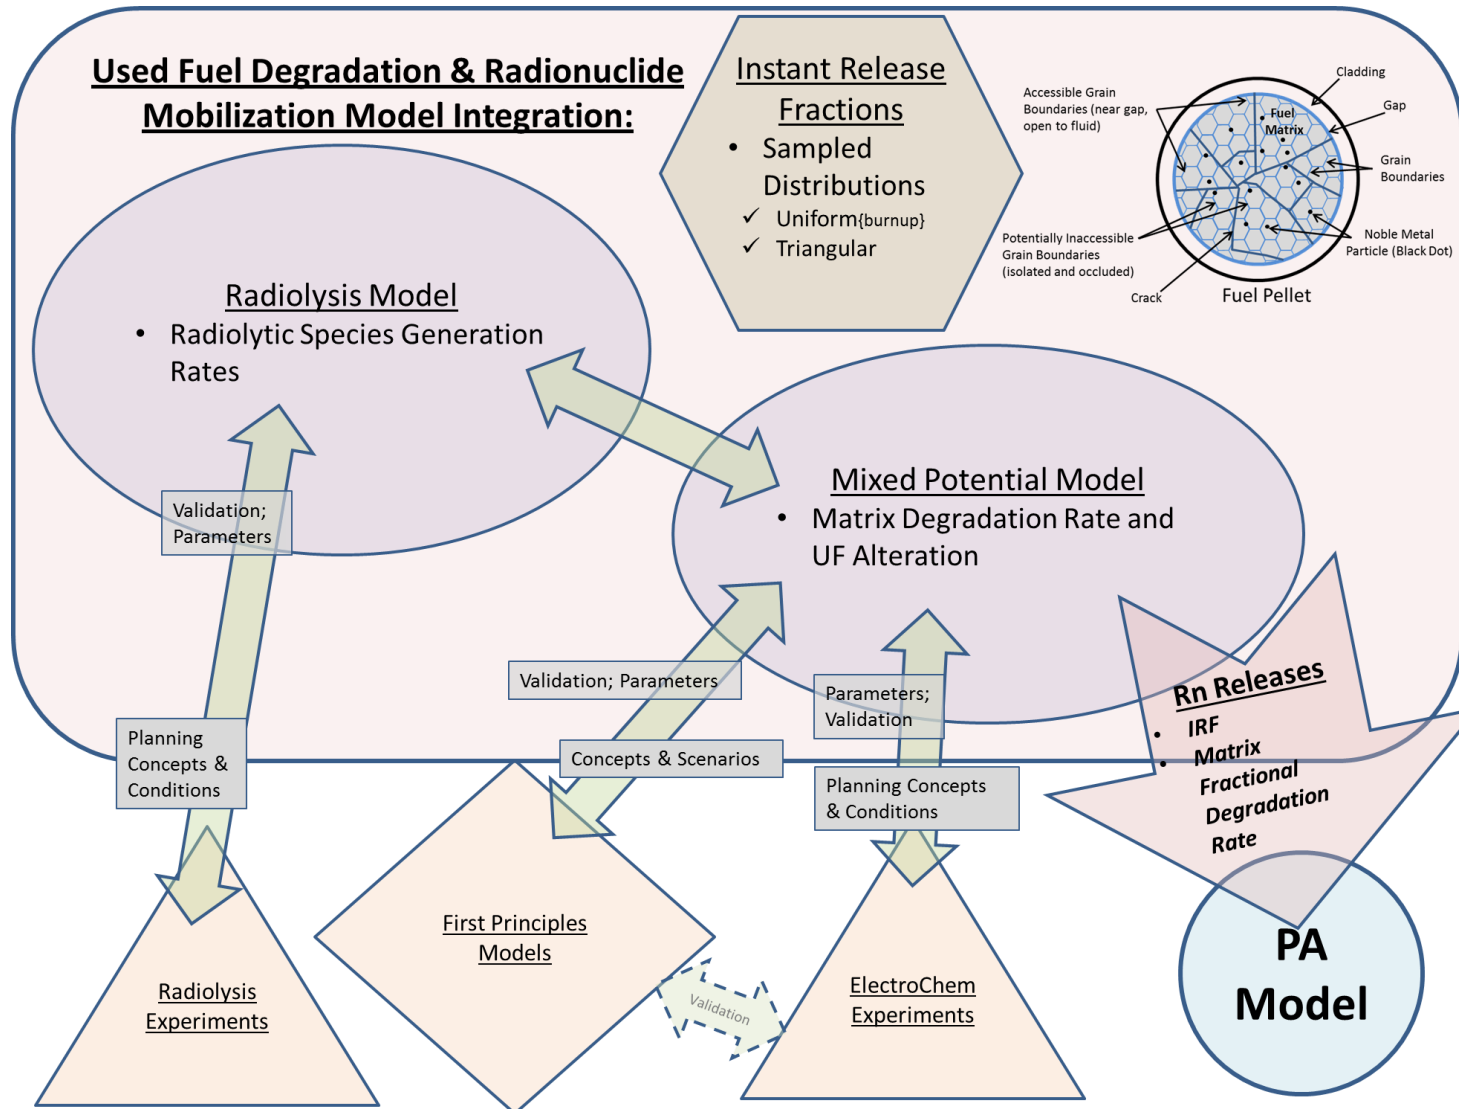 Used Fuel Degradation & Radionuclide
Mobilization Model Integration:
Instant Release
Fractions
• Sampled
Distributions
✓ Uniform{burnup}
✓ Triangular
Accessible Grain
Boundaries (near gap,
open to fluid)
Cladding
Gap
Fuel
Matrix
Grain
Boundaries
Potentially Inaccessible
Grain Boundaries
(isolated and occluded)
Noble Metal
Particle (Black Dot)
Crack
Fuel Pellet
Radiolysis Model
• Radiolytic Species Generation
Rates
Mixed Potential Model
• Matrix Degradation Rate and
UF Alteration
Validation;
Parameters
Validation; Parameters
Parameters;
Validation
Planning
Concepts &
Conditions
Concepts & Scenarios
Planning Concepts
& Conditions
Rn Releases
• IRF
• Matrix
Fractional
Degradation
Rate
First Principles
Models
Radiolysis
Experiments
Validation
ElectroChem
Experiments
PA
Model